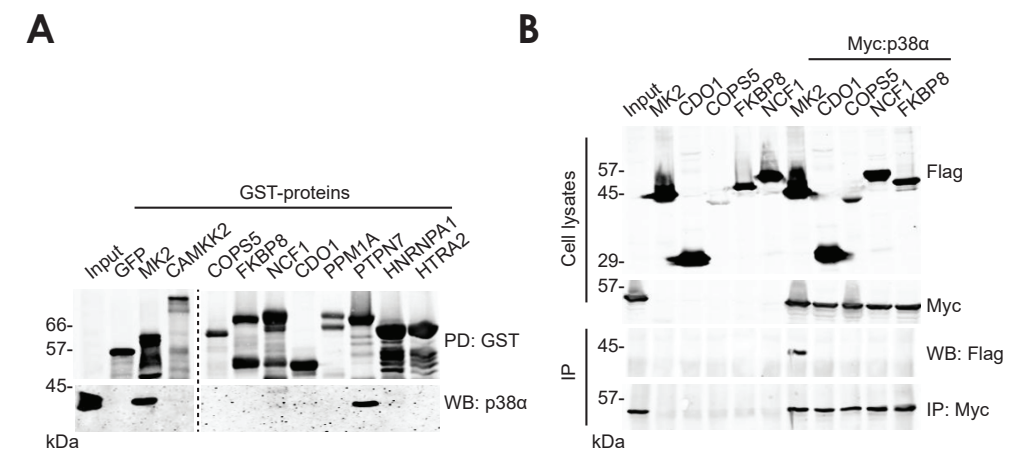 A
GST-proteins
Input GFP MK2 CAMKK2 COPS5 FKBP8 NCF1 CDO1 PPM1A PTPN7 HNRNPA1 HTRA2
66-
57-
PD: GST
45-
WB: p38α
kDa
B
Myc:p38α
Input MK2 CDO1 COPS5 FKBP8 NCF1 MK2 CDO1 COPS5 NCF1 FKBP8
Cell lysates
57-
Flag
45-
29-
57-
Myc
IP
45-
WB: Flag
57-
IP: Myc
kDa